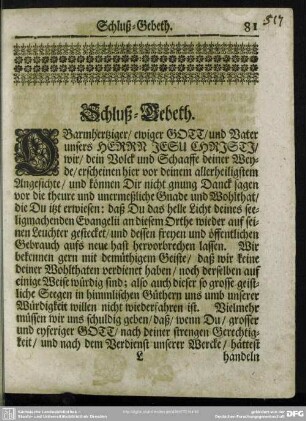 Schluß-Gebeth.
81
517
Schluß-Gebeth.
O Barmhertziger/ ewiger GOTT/ und Vater
unsers HERRN JESU CHRISTI/
wir/ dein Volck und Schaaffe deiner Wey-
de/ erscheinen hier vor deinem allerheiligstem
Angesichte/ und können Dir nicht gnung Danck sagen
vor die theure und unermeßliche Gnade und Wohlthat/
die Du itzt erwisen: daß Du das helle Licht deines see-
ligmachenden Evangelii an diesem Orthe wieder auf sei-
nen Leuchter gestecket/ und dessen freyen und öffentlichen
Gebrauch aufs neue hast hervorbrechen lassen. Wir
bekennen gern mit demüthigem Geiste/ daß wir keine
deiner Wohlthaten verdienet haben/ noch derselben auf
einige Weise würdig sind; also auch dieser so grosse geist-
liche Seegen in himmlischen Güthern uns umb unserer
Würdigkeit willen nicht wiederfahren ist. Vielmehr
müssen wir uns schuldig geben/ daß/ wenn Du/ grosser
und eyferiger GOTT/ nach deiner strengen Gerechtig-
keit/ und nach dem Verdienst unserer Wercke/ hättest
L
händeln